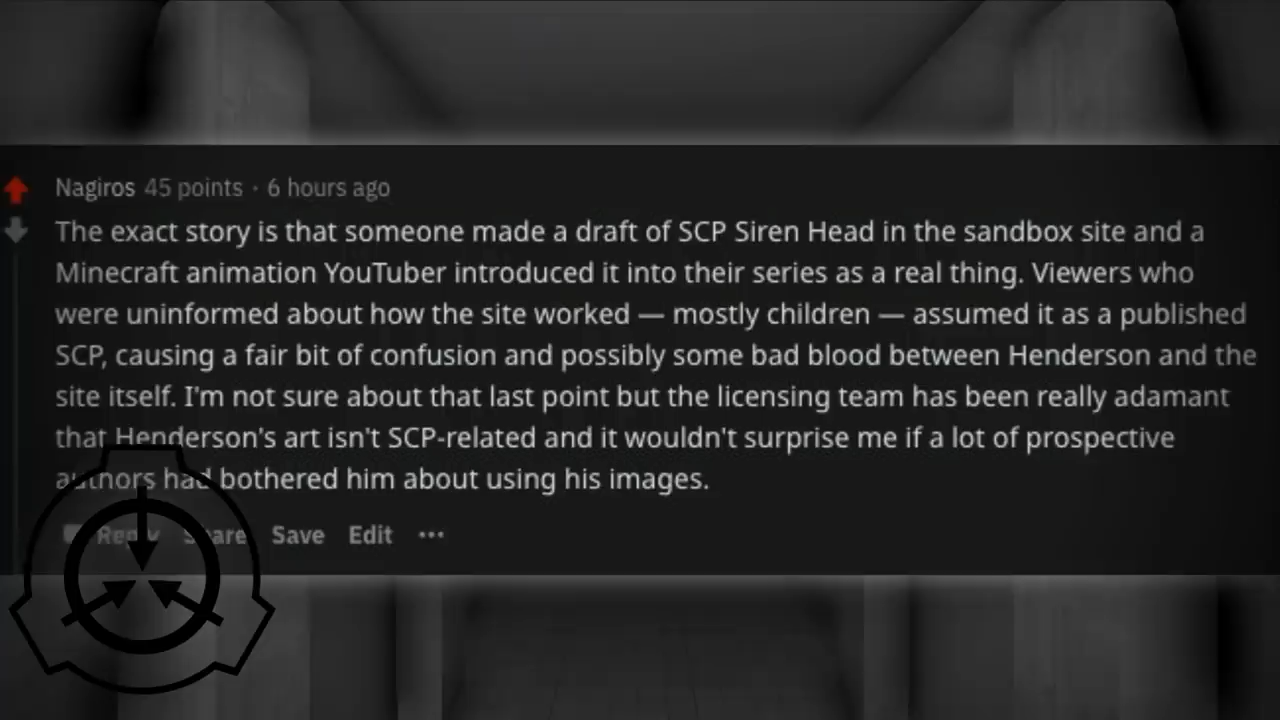 Nagiros 45 points · 6 hours ago
The exact story is that someone made a draft of SCP Siren Head in the sandbox site and a
Minecraft animation YouTuber introduced it into their series as a real thing. Viewers who
were uninformed about how the site worked — mostly children — assumed it as a published
SCP, causing a fair bit of confusion and possibly some bad blood between Henderson and the
site itself. I'm not sure about that last point but the licensing team has been really adamant
that Henderson's art isn't SCP-related and it wouldn't surprise me if a lot of prospective
authors had bothered him about using his images.
Reply Share Save Edit ···